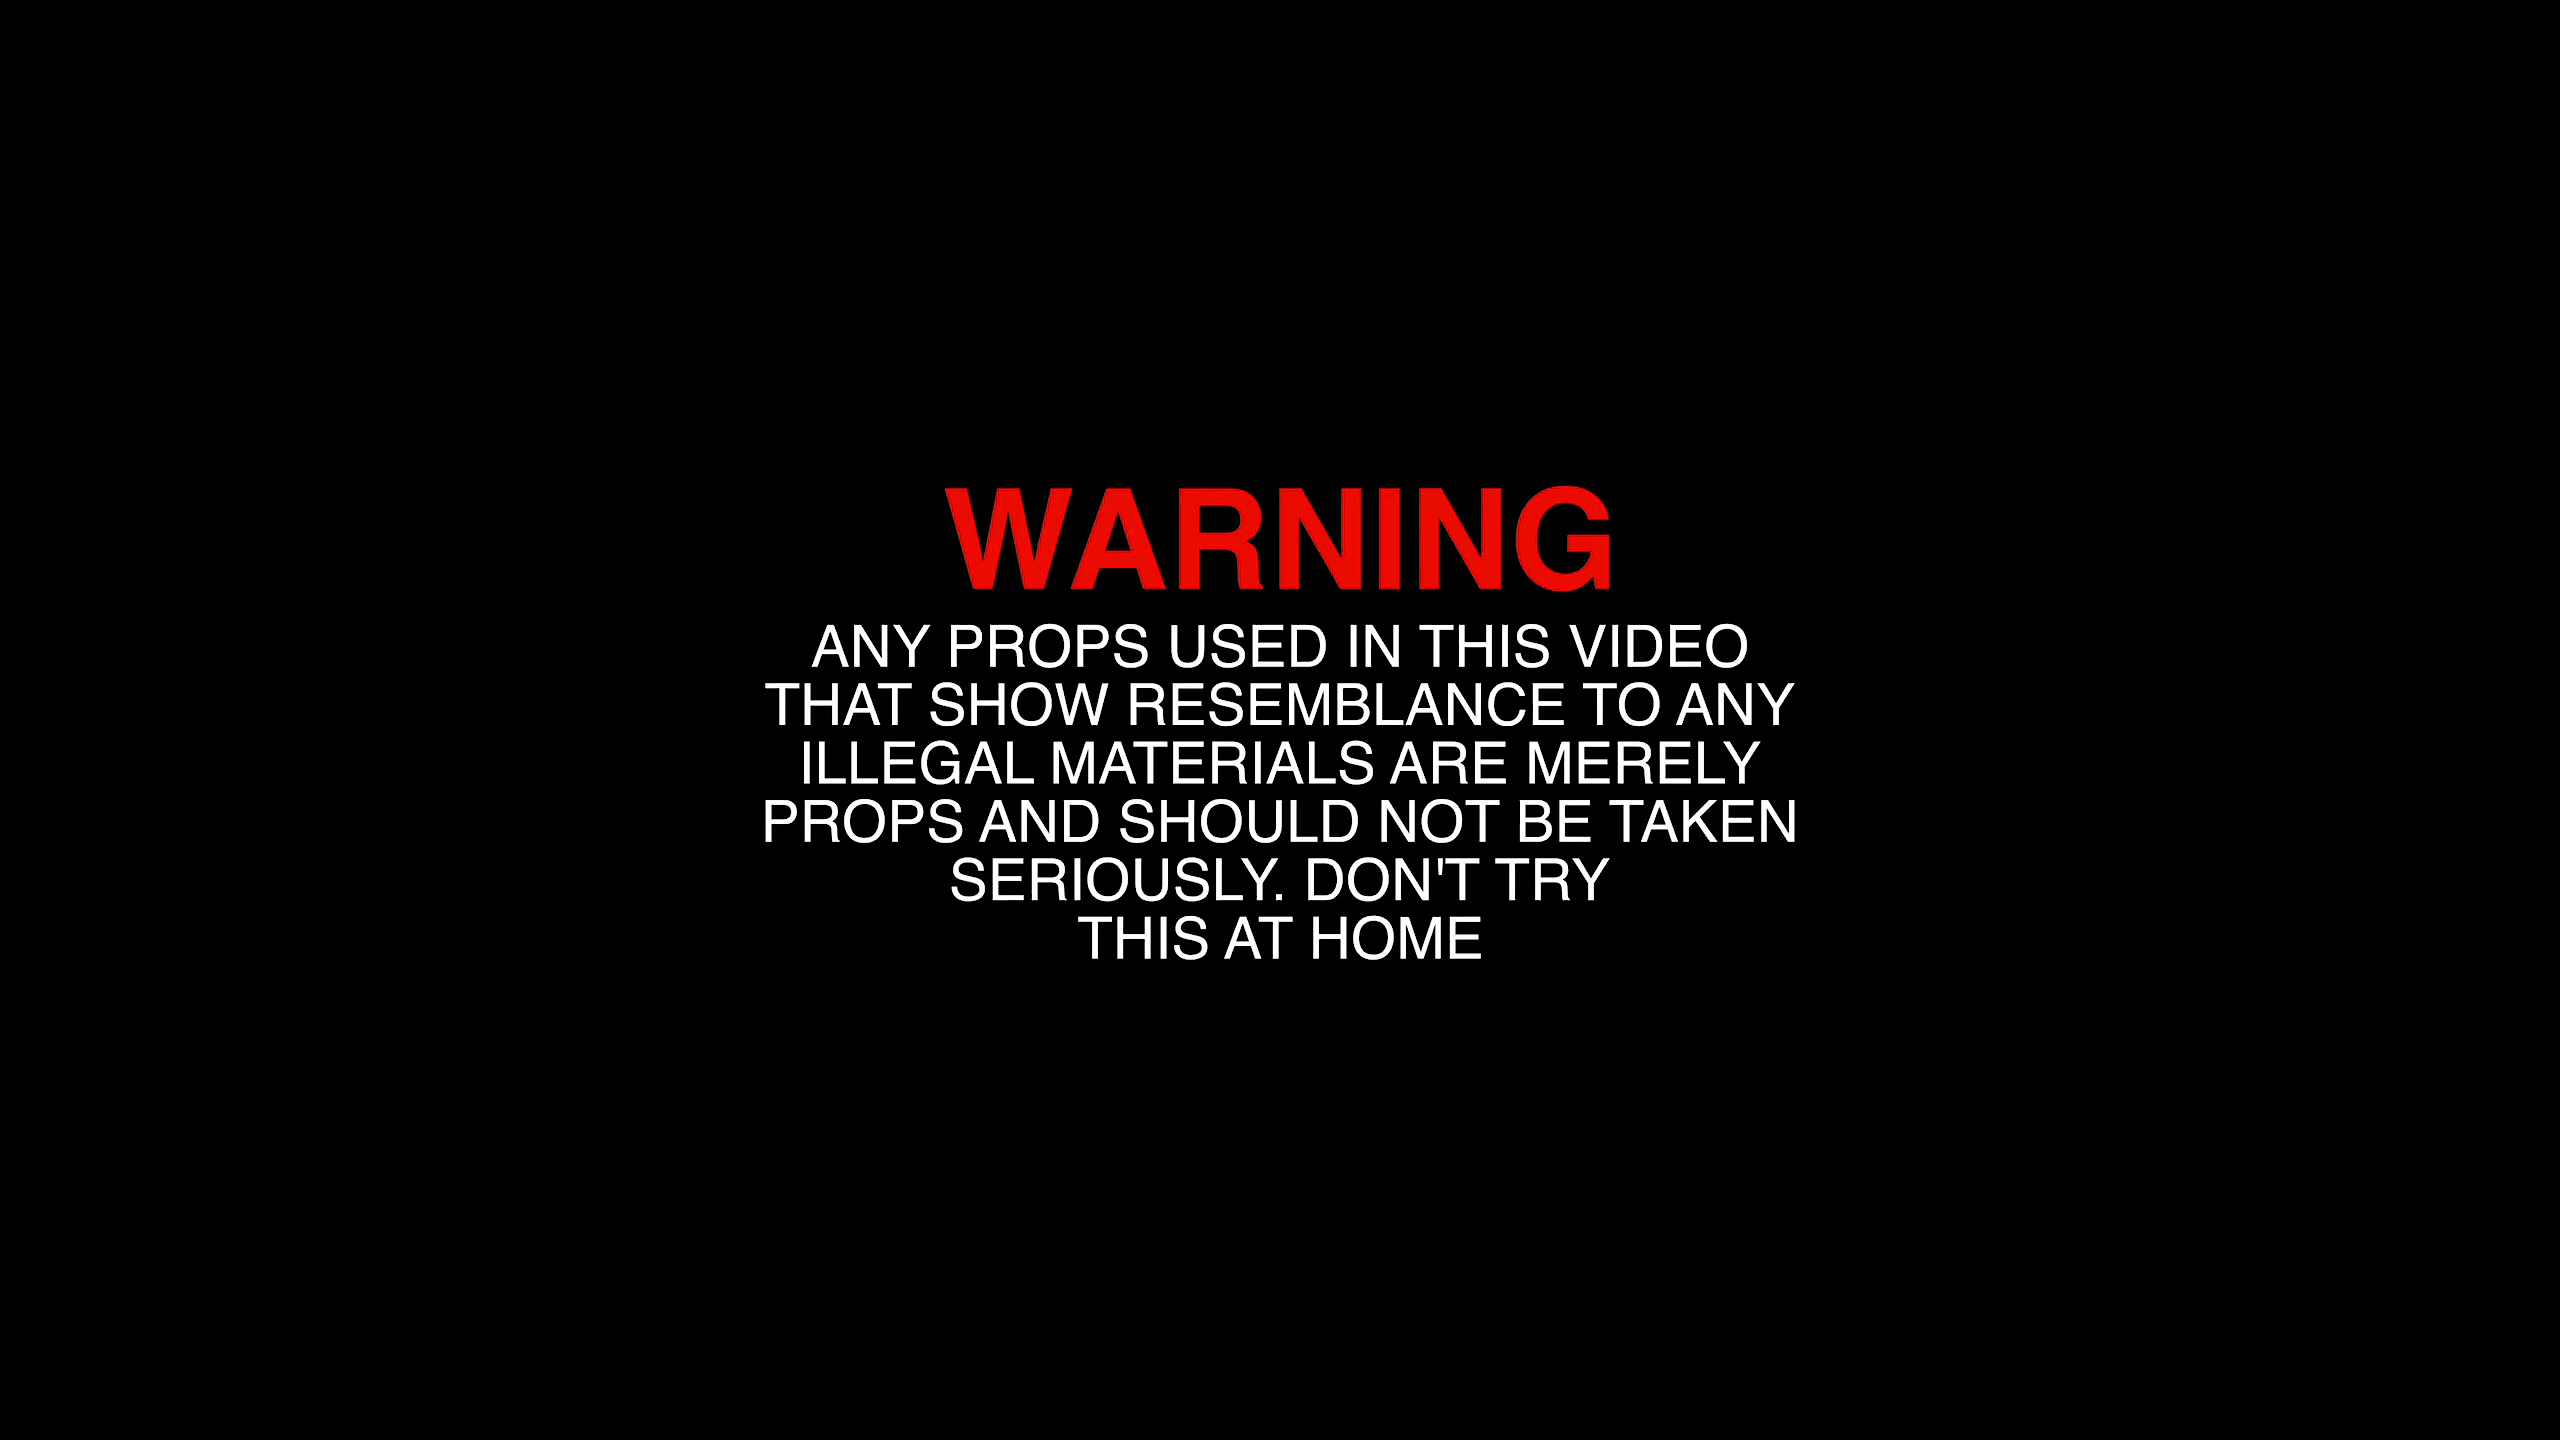 WARNING
ANY PROPS USED IN THIS VIDEO
THAT SHOW RESEMBLANCE TO ANY
ILLEGAL MATERIALS ARE MERELY
PROPS AND SHOULD NOT BE TAKEN
SERIOUSLY. DON'T TRY
THIS AT HOME